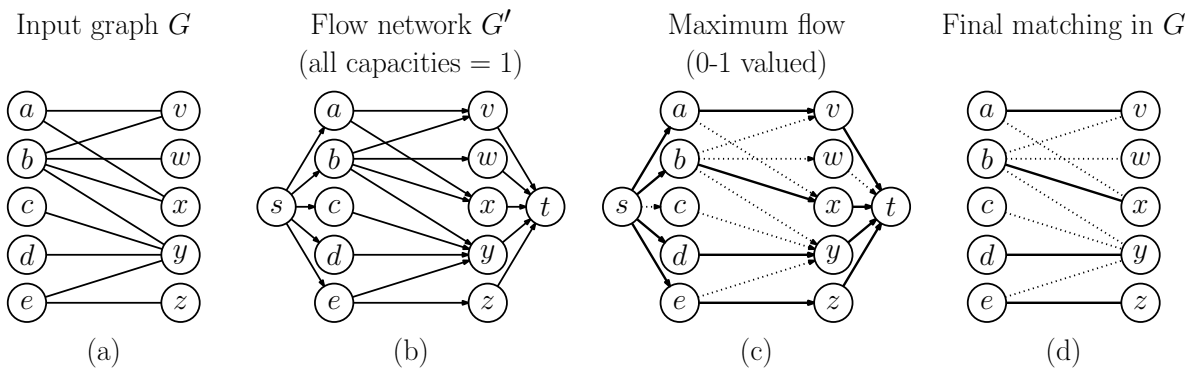 Input graph G
Flow network G′
(all capacities = 1)
Maximum flow
(0-1 valued)
Final matching in G
a
v
b
w
c
x
d
y
e
z
(a)
a
v
b
w
s
c
x
t
d
y
e
z
(b)
a
v
b
w
s
c
x
t
d
y
e
z
(c)
a
v
b
w
c
x
d
y
e
z
(d)